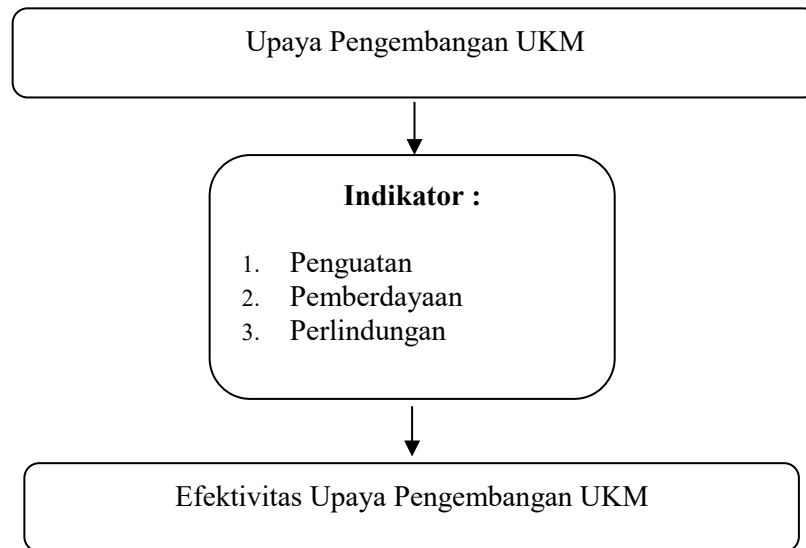 Upaya Pengembangan UKM
Indikator :
1. Penguatan
2. Pemberdayaan
3. Perlindungan
Efektivitas Upaya Pengembangan UKM